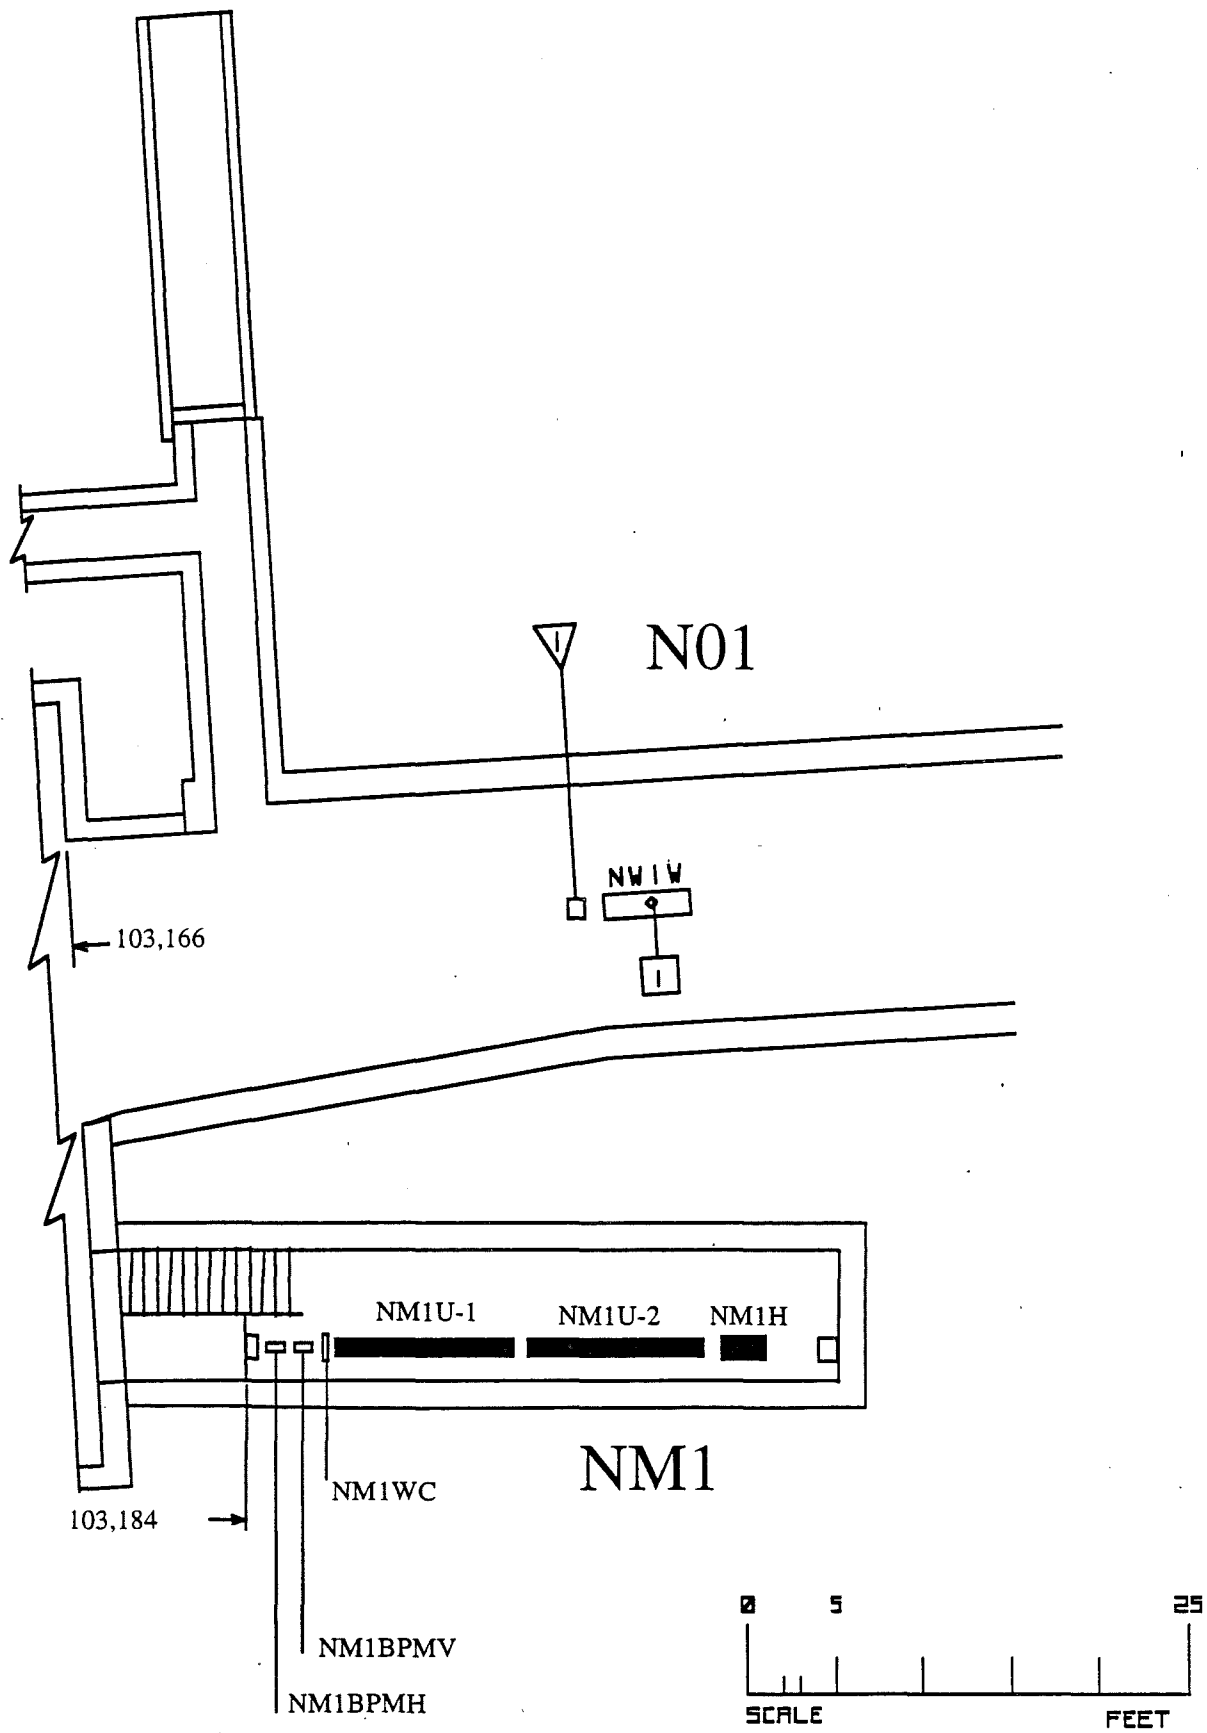 I
N01
NW1W
103,166
I
NM1U-1
NM1U-2
NM1H
NM1
NM1WC
103,184
NM1BPMV
NM1BPMH
0 5 25
SCALE FEET